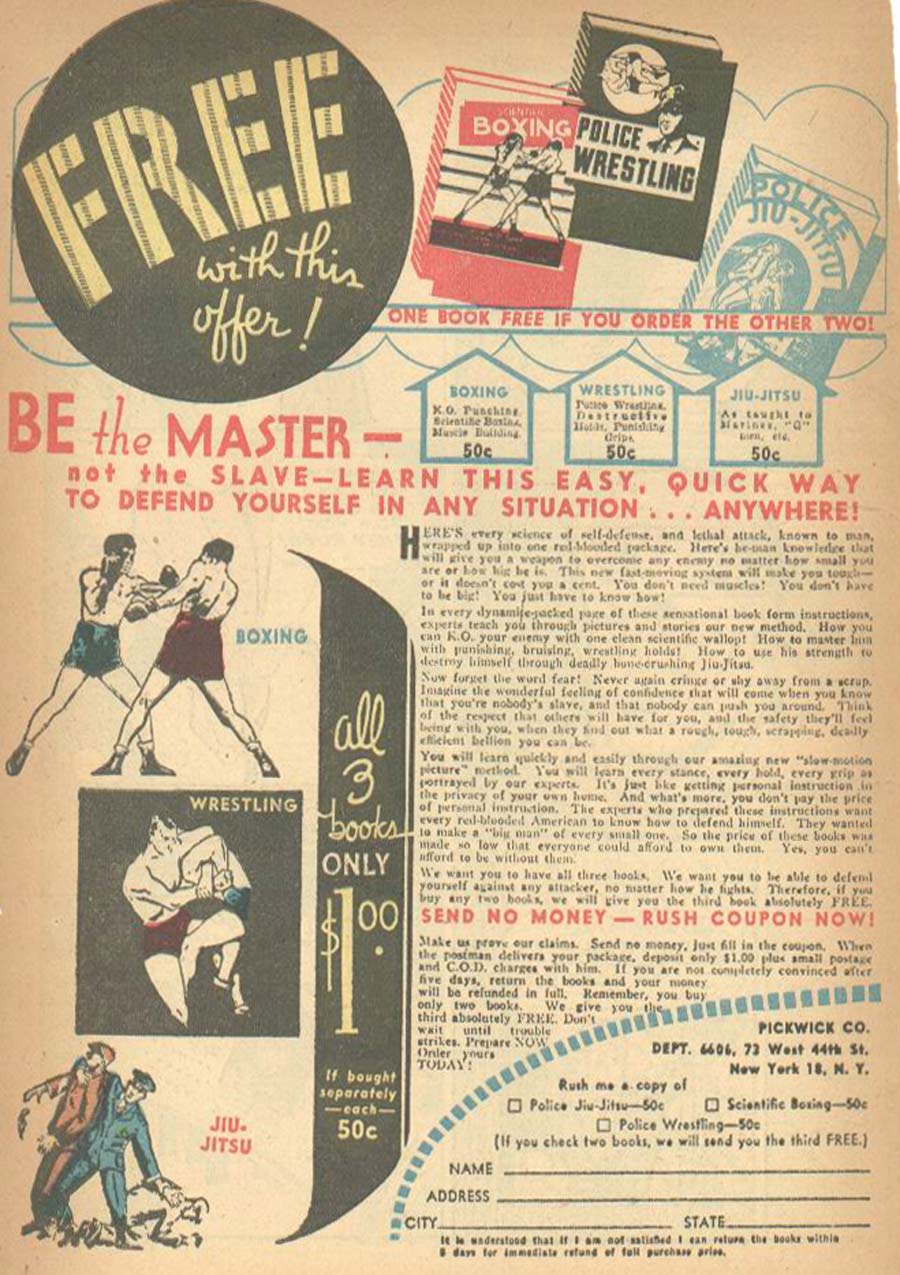 FREE
with this
offer!
SCIENTIFIC
BOXING
POLICE
WRESTLING
POLICE
JIU-JITSU
ONE BOOK FREE IF YOU ORDER THE OTHER TWO!
BOXING
K.O. Punching,
Scientific Boxing,
Muscle Building.
50c
WRESTLING
Police Wrestling,
Destructive
Holds, Punishing
Grips.
50c
JIU-JITSU
As taught to
Marines, "G"
men, etc.
50c
BE the MASTER —
not the SLAVE—LEARN THIS EASY, QUICK WAY
TO DEFEND YOURSELF IN ANY SITUATION . . . ANYWHERE!
BOXING
WRESTLING
JIU-
JITSU
all
3
books
ONLY
$1.00
If bought
separately
—each—
50c
HERE'S every science of self-defense, and lethal attack, known to man,
wrapped up into one red-blooded package. Here's he-man knowledge that
will give you a weapon to overcome any enemy no matter how small you
are or how big he is. This new fast-moving system will make you tough—
or it doesn't cost you a cent. You don't need muscles! You don't have
to be big! You just have to know how!
In every dynamite-packed page of these sensational book form instructions,
experts teach you through pictures and stories our new method. How you
can K.O. your enemy with one clean scientific wallop! How to master him
with punishing, bruising, wrestling holds! How to use his strength to
destroy himself through deadly bone-crushing Jiu-Jitsu.
Now forget the word fear! Never again cringe or shy away from a scrap.
Imagine the wonderful feeling of confidence that will come when you know
that you're nobody's slave, and that nobody can push you around. Think
of the respect that others will have for you, and the safety they'll feel
being with you, when they find out what a rough, tough, scrapping, deadly
efficient hellion you can be.
You will learn quickly and easily through our amazing new "slow-motion
picture" method. You will learn every stance, every hold, every grip as
portrayed by our experts. It's just like getting personal instruction in
the privacy of your own home. And what's more, you don't pay the price
of personal instruction. The experts who prepared these instructions want
every red-blooded American to know how to defend himself. They wanted
to make a "big man" of every small one. So the price of these books was
made so low that everyone could afford to own them. Yes, you can't
afford to be without them.
We want you to have all three books. We want you to be able to defend
yourself against any attacker, no matter how he fights. Therefore, if you
buy any two books, we will give you the third book absolutely FREE.
SEND NO MONEY — RUSH COUPON NOW!
Make us prove our claims. Send no money, just fill in the coupon. When
the postman delivers your package, deposit only $1.00 plus small postage
and C.O.D. charges with him. If you are not completely convinced after
five days, return the books and your money
will be refunded in full. Remember, you buy
only two books. We give you the
third absolutely FREE. Don't
wait until trouble
strikes. Prepare NOW.
Order yours
TODAY!
PICKWICK CO.
DEPT. 6606, 73 West 44th St.
New York 18, N. Y.
Rush me a copy of
☐ Police Jiu-Jitsu—50c ☐ Scientific Boxing—50c
☐ Police Wrestling—50c
(If you check two books, we will send you the third FREE.)
NAME
ADDRESS
CITY STATE
It is understood that if I am not satisfied I can return the books within
5 days for immediate refund of full purchase price.